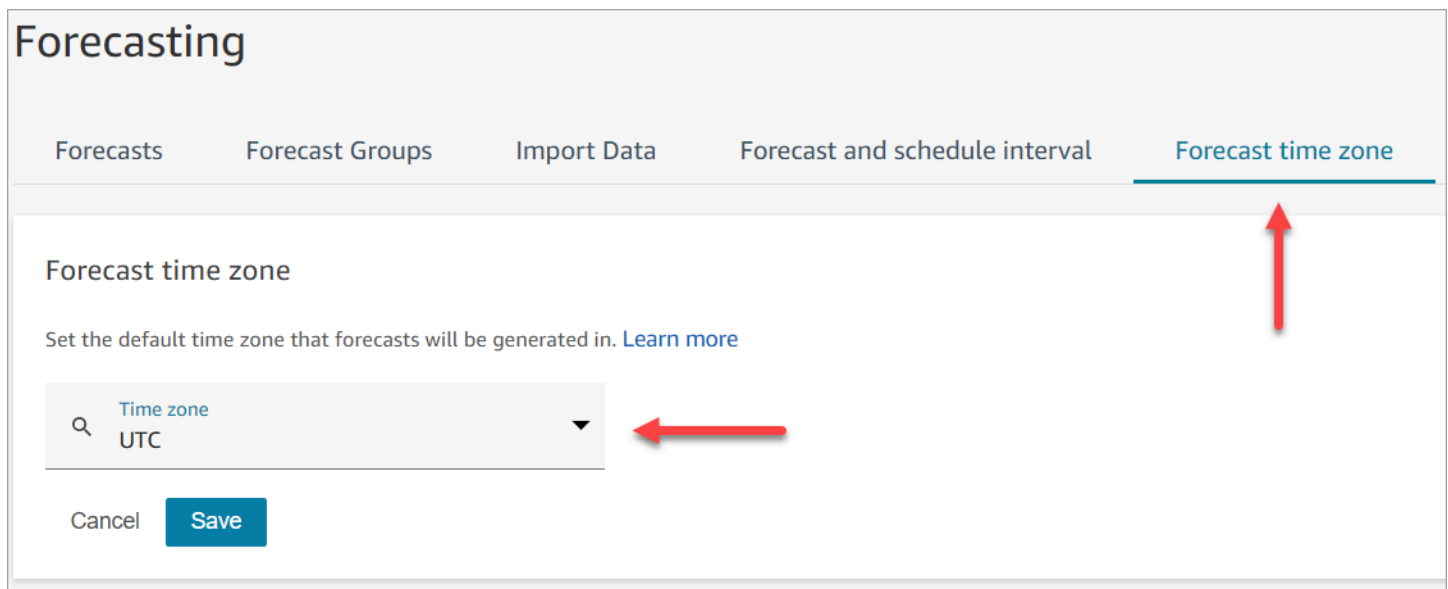 Forecasting
Forecasts Forecast Groups Import Data Forecast and schedule interval Forecast time zone
Forecast time zone
Set the default time zone that forecasts will be generated in. Learn more
Time zone
UTC
Cancel Save